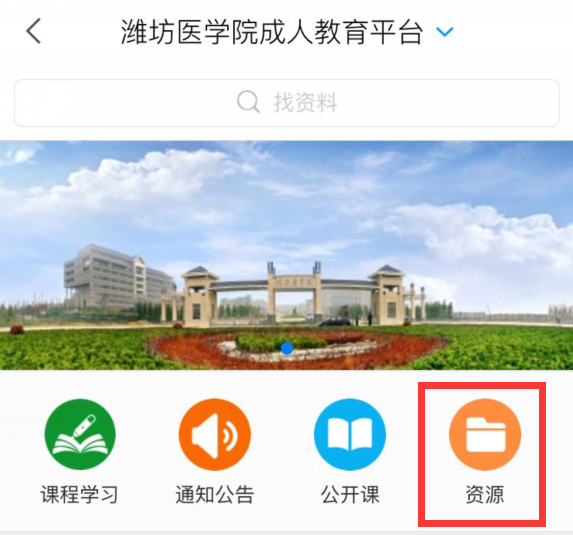 潍坊医学院成人教育平台
找资料
课程学习
通知公告
公开课
资源